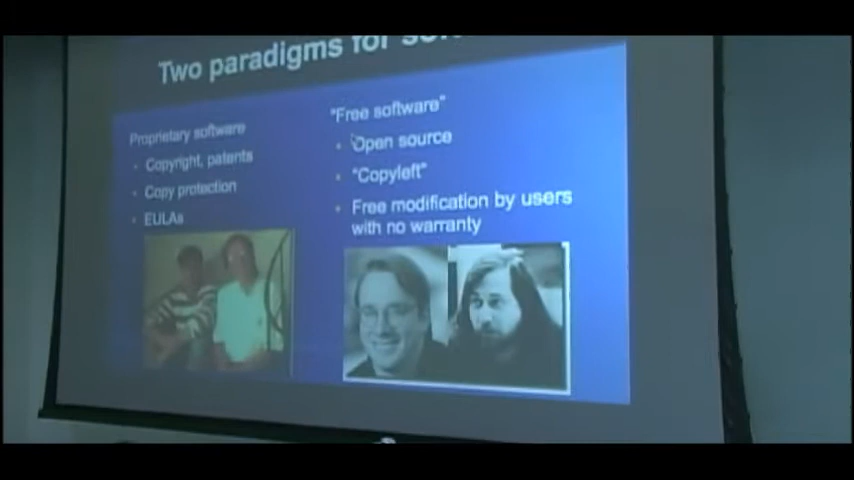 Two paradigms for
Proprietary software
• Copyright, patents
• Copy protection
• EULAs
"Free software"
• Open source
• "Copyleft"
• Free modification by users
with no warranty